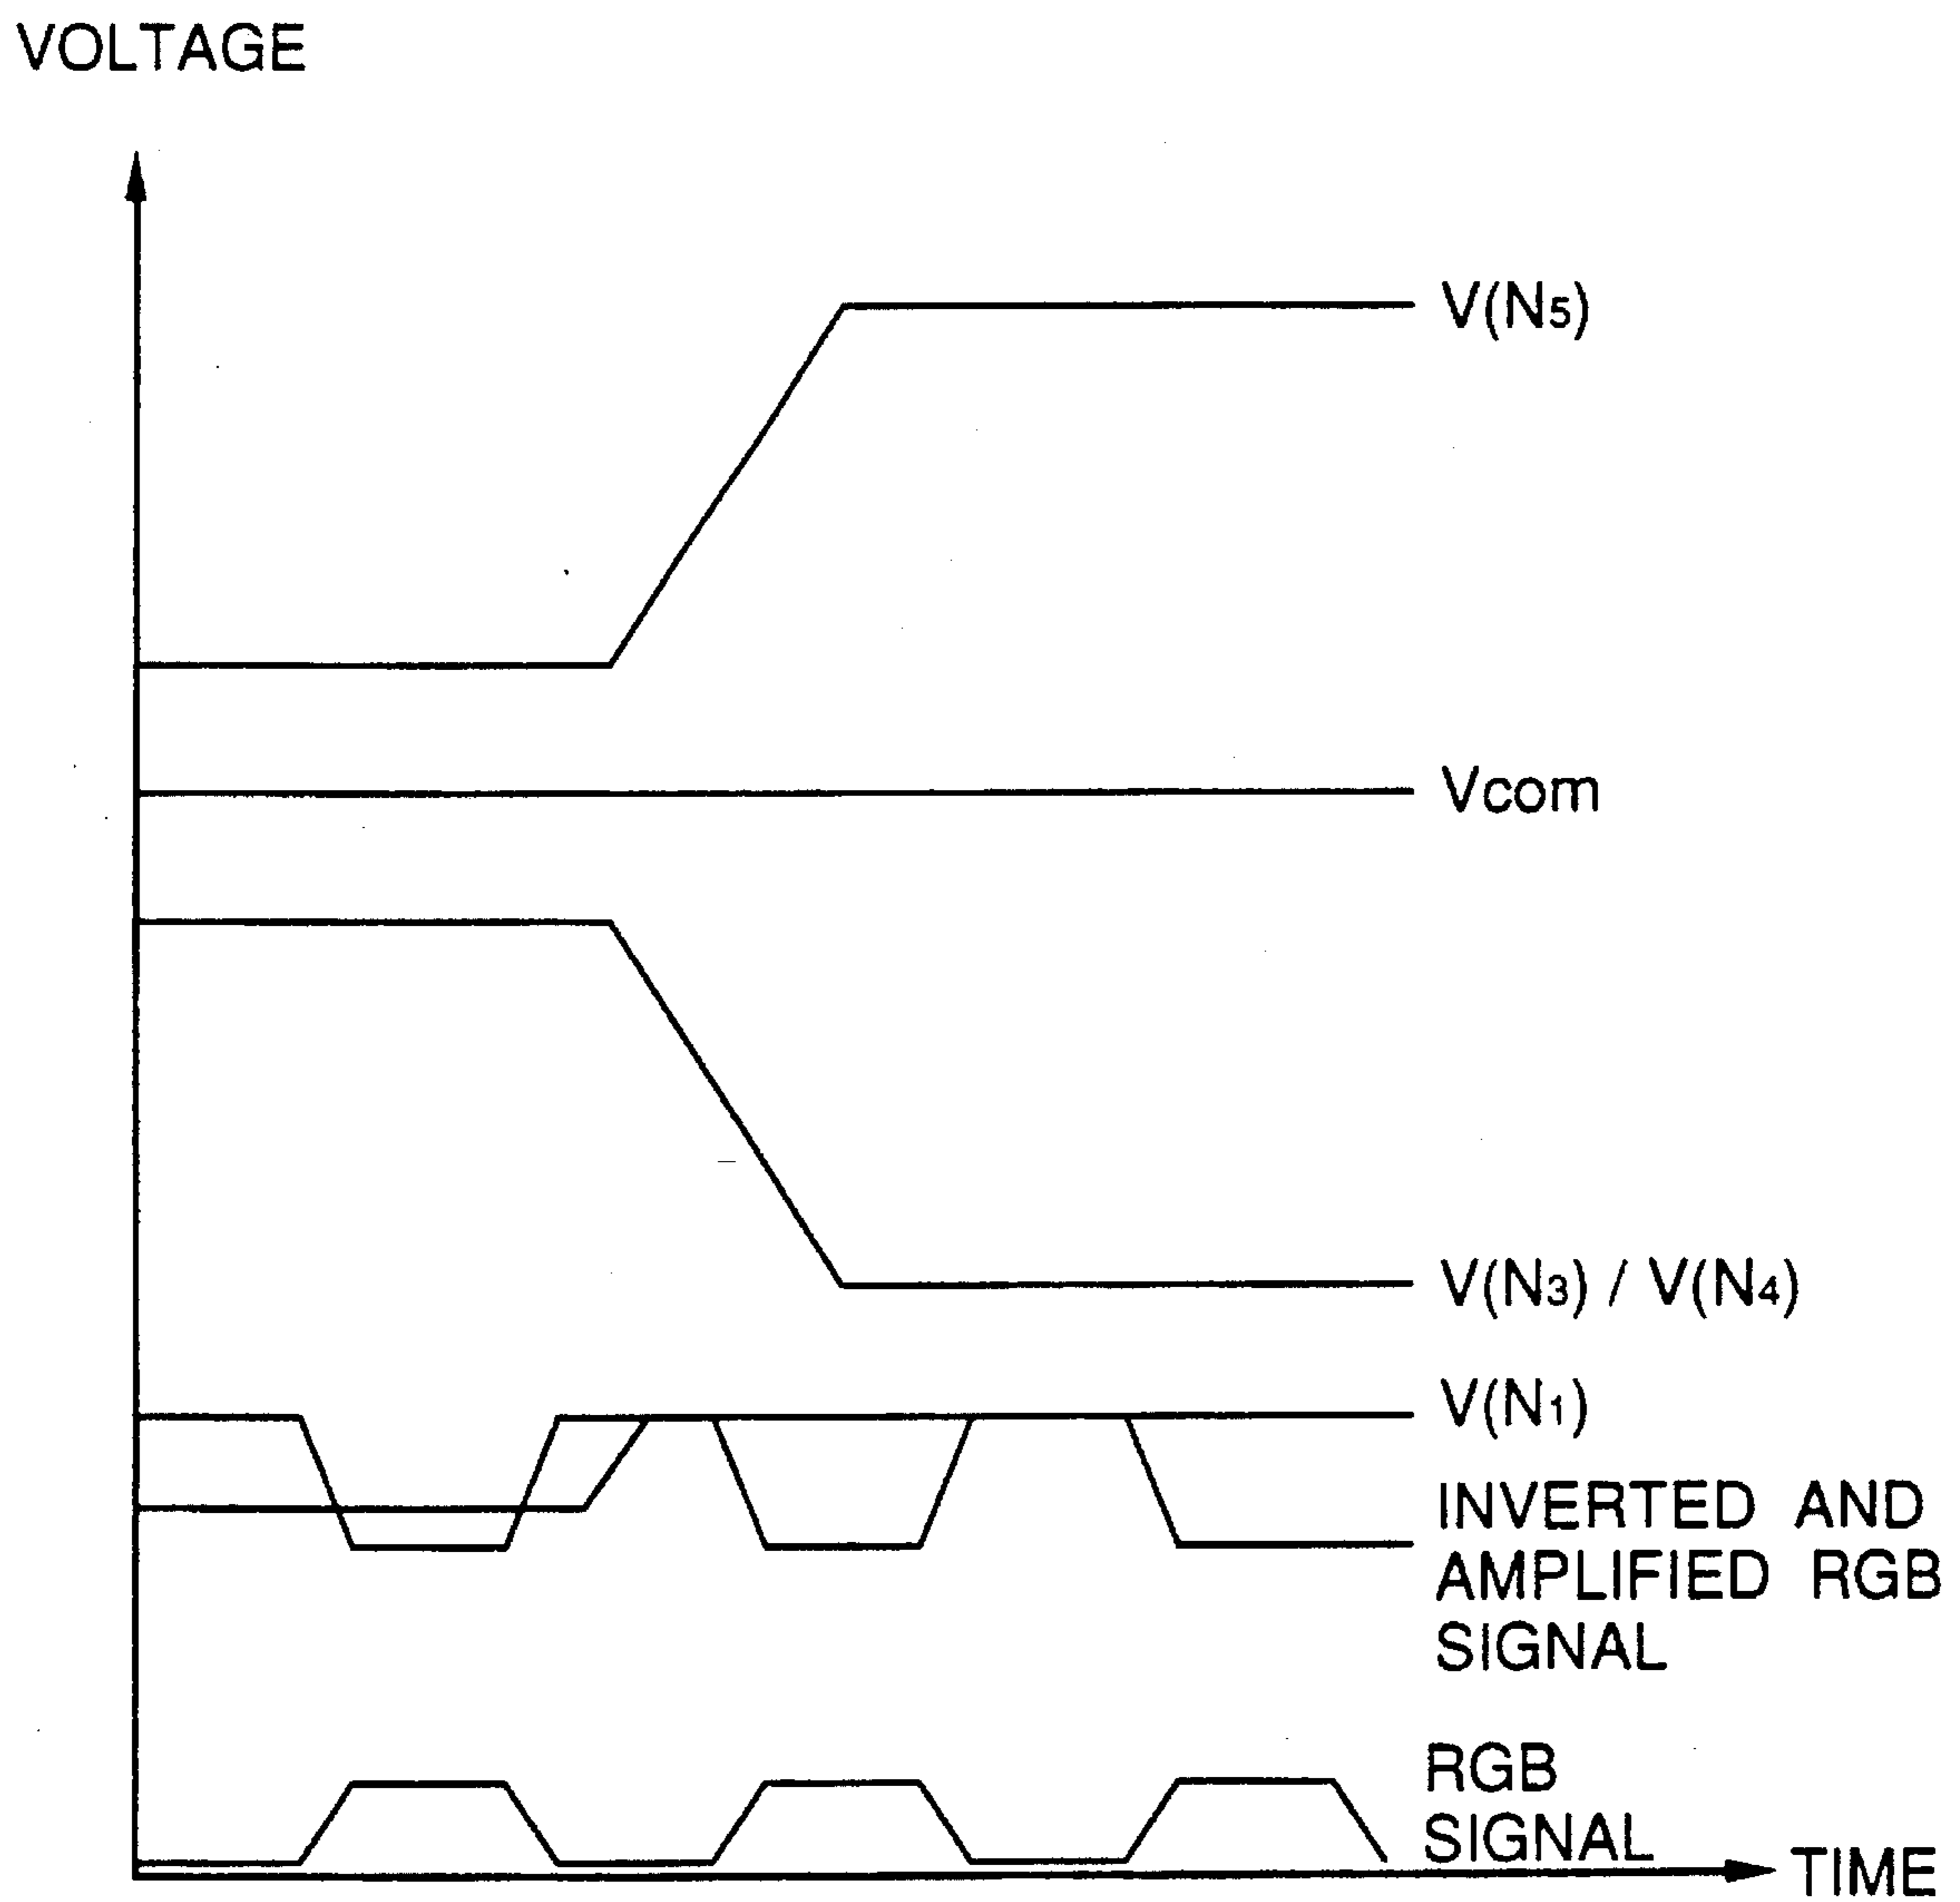 VOLTAGE
V(N5)
Vcom
V(N3) / V(N4)
V(N1)
INVERTED AND
AMPLIFIED RGB
SIGNAL
RGB
SIGNAL
TIME